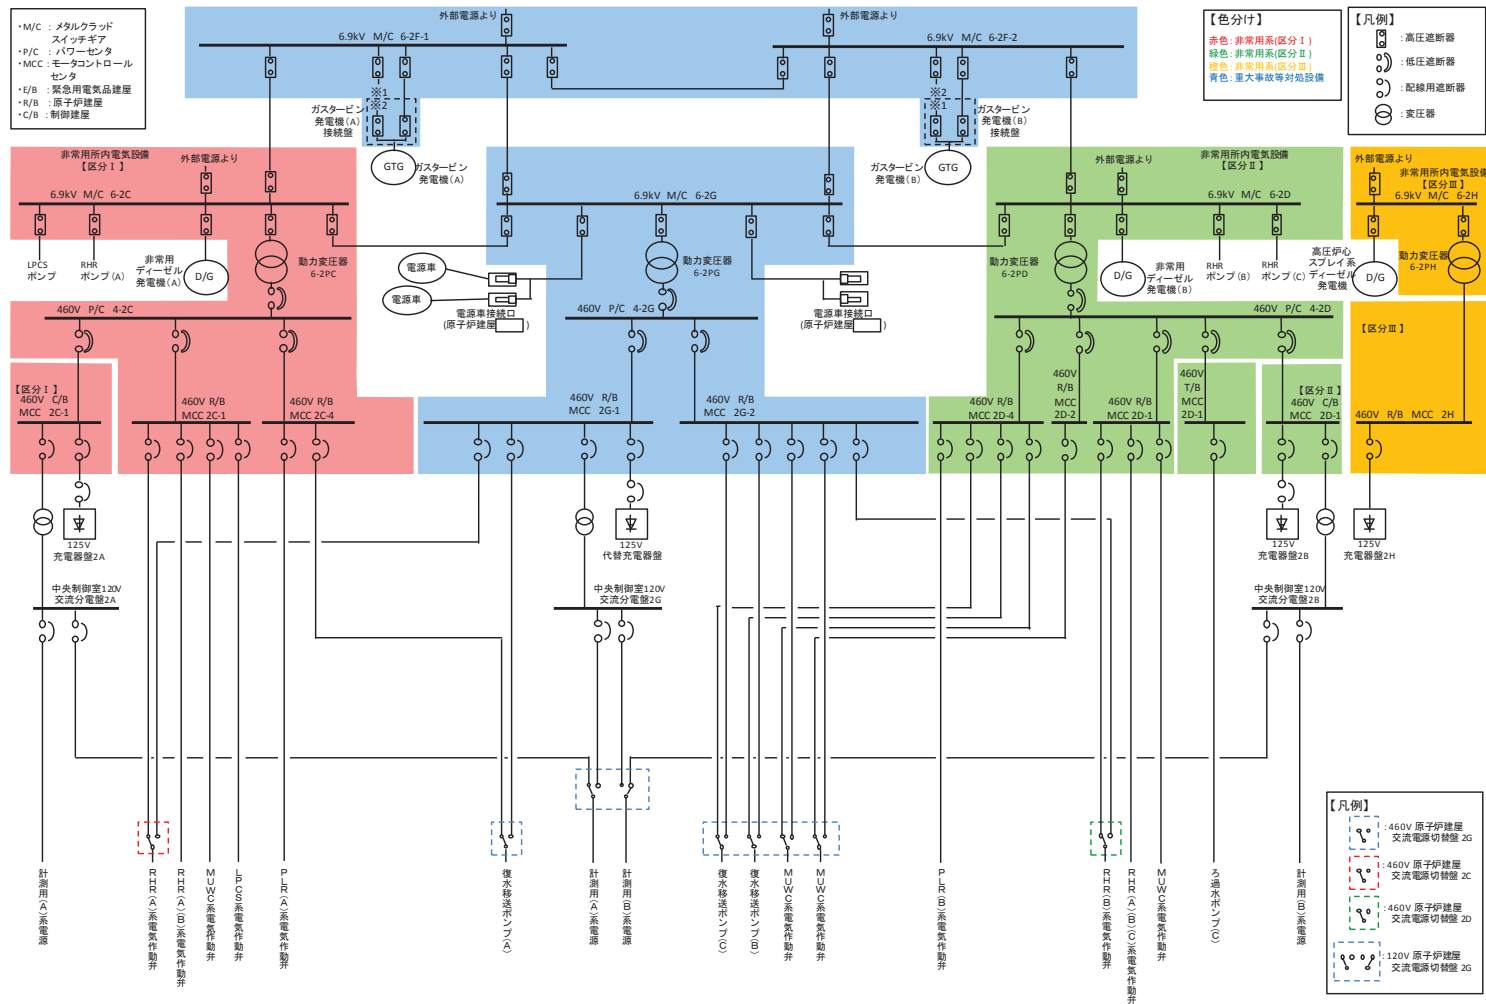 ・M/C : メタルクラッド
スイッチギア
・P/C : パワーセンタ
・MCC : モータコントロール
センタ
・E/B : 緊急用電気品建屋
・R/B : 原子炉建屋
・C/B : 制御建屋
外部電源より
外部電源より
6.9kV M/C 6-2F-1
6.9kV M/C 6-2F-2
【色分け】
赤色: 非常用系(区分Ⅰ)
緑色: 非常用系(区分Ⅱ)
橙色: 非常用系(区分Ⅲ)
青色: 重大事故等対処設備
【凡例】
: 高圧遮断器
: 低圧遮断器
: 配線用遮断器
: 変圧器
※1
※2
ガスタービン
発電機(A)
接続盤
GTG
ガスタービン
発電機(A)
ガスタービン
発電機(B)
接続盤
※2
※1
ガスタービン
発電機(B)
GTG
非常用所内電気設備
【区分Ⅰ】
外部電源より
6.9kV M/C 6-2C
LPCS
ポンプ
RHR
ポンプ(A)
非常用
ディーゼル
発電機(A)
D/G
動力変圧器
6-2PC
460V P/C 4-2C
6.9kV M/C 6-2G
電源車
電源車
動力変圧器
6-2PG
電源車接続口
(原子炉建屋 )
電源車接続口
(原子炉建屋 )
460V P/C 4-2G
外部電源より
非常用所内電気設備
【区分Ⅱ】
6.9kV M/C 6-2D
動力変圧器
6-2PD
D/G
非常用
ディーゼル
発電機(B)
RHR
ポンプ(B)
RHR
ポンプ(C)
460V P/C 4-2D
外部電源より
非常用所内電気設備
【区分Ⅲ】
6.9kV M/C 6-2H
高圧炉心
スプレイ系
ディーゼル
発電機
D/G
動力変圧器
6-2PH
【区分Ⅲ】
【区分Ⅰ】
460V C/B
MCC 2C-1
460V R/B
MCC 2C-1
460V R/B
MCC 2C-4
460V R/B
MCC 2G-1
460V R/B
MCC 2G-2
460V R/B
MCC 2D-4
460V
R/B
MCC
2D-2
460V R/B
MCC 2D-1
460V
T/B
MCC
2D-1
【区分Ⅱ】
460V C/B
MCC 2D-1
460V R/B MCC 2H
125V
充電器盤2A
125V
代替充電器盤
125V
充電器盤2B
125V
充電器盤2H
中央制御室120V
交流分電盤2A
中央制御室120V
交流分電盤2G
中央制御室120V
交流分電盤2B
計測用(A)系電源
RHR(A)系電気作動弁
RHR(A)(B)系電気作動弁
MUWC系電気作動弁
LPCS系電気作動弁
PLR(A)系電気作動弁
復水移送ポンプ(A)
計測用(A)系電源
計測用(B)系電源
復水移送ポンプ(C)
復水移送ポンプ(B)
MUWC系電気作動弁
MUWC系電気作動弁
PLR(B)系電気作動弁
RHR(B)系電気作動弁
RHR(A)(B)(C)系電気作動弁
MUWC系電気作動弁
ろ過水ポンプ(C)
計測用(B)系電源
【凡例】
: 460V 原子炉建屋
交流電源切替盤 2G
: 460V 原子炉建屋
交流電源切替盤 2C
: 460V 原子炉建屋
交流電源切替盤 2D
: 120V 原子炉建屋
交流電源切替盤 2G